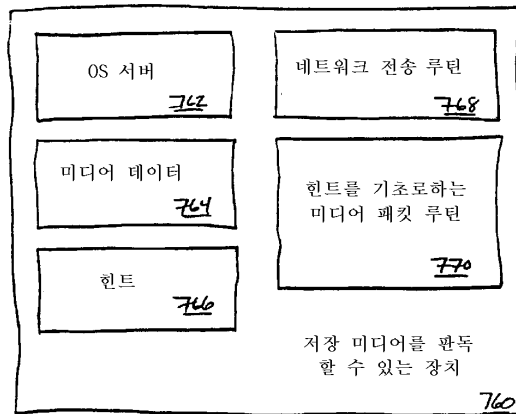 OS 서버
762
네트워크 전송 루틴
768
미디어 데이터
764
힌트를 기초로하는
미디어 패킷 루틴
770
힌트
766
저장 미디어를 판독
할 수 있는 장치
760